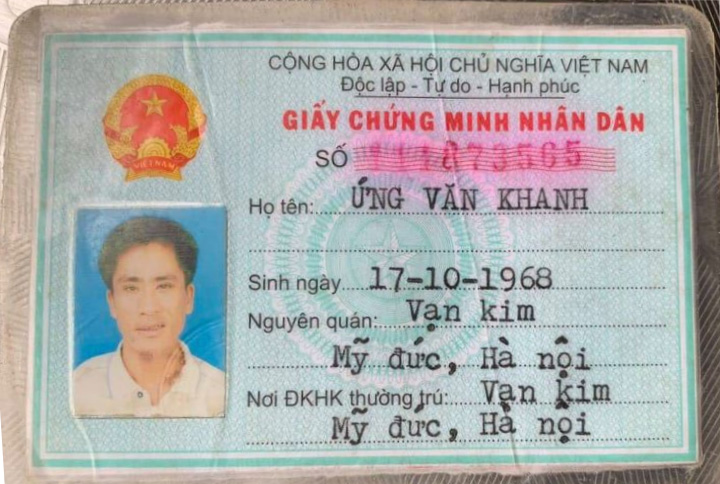 CỘNG HÒA XÃ HỘI CHỦ NGHĨA VIỆT NAM
Độc lập - Tự do - Hạnh phúc
GIẤY CHỨNG MINH NHÂN DÂN
VIỆT NAM
SỐ
Họ tên: ỨNG VĂN KHANH
Sinh ngày 17-10-1968
Nguyên quán: Vạn kim
Mỹ đức, Hà nội
Nơi ĐKHK thường trú: Vạn kim
Mỹ đức, Hà nội